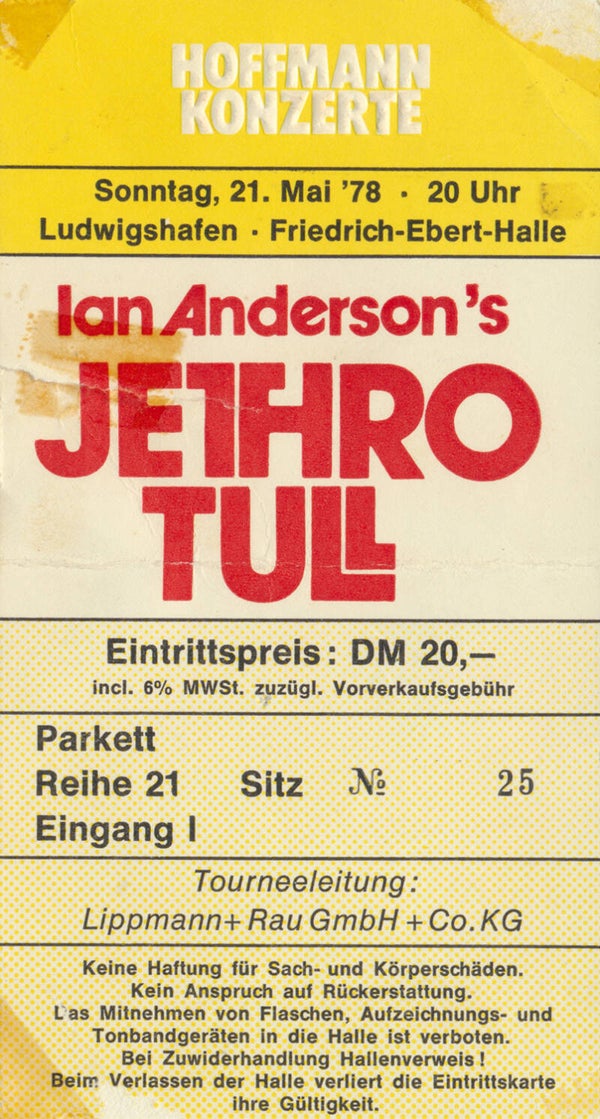 HOFFMANN
KONZERTE
Sonntag, 21. Mai '78 · 20 Uhr
Ludwigshafen · Friedrich-Ebert-Halle
Ian Anderson's
JETHRO
TULL
Eintrittspreis: DM 20,—
incl. 6% MWSt. zuzügl. Vorverkaufsgebühr
Parkett
Reihe 21 Sitz № 25
Eingang I
Tourneeleitung:
Lippmann+Rau GmbH+Co.KG
Keine Haftung für Sach- und Körperschäden.
Kein Anspruch auf Rückerstattung.
Das Mitnehmen von Flaschen, Aufzeichnungs- und
Tonbandgeräten in die Halle ist verboten.
Bei Zuwiderhandlung Hallenverweis!
Beim Verlassen der Halle verliert die Eintrittskarte
ihre Gültigkeit.